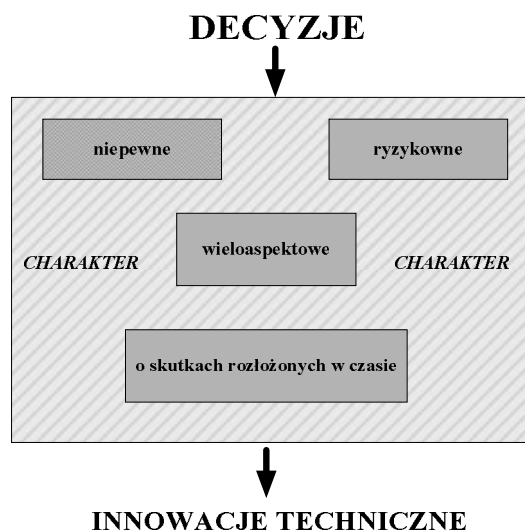 DECYZJE
niepewne
ryzykowne
wieloaspektowe
CHARAKTER
CHARAKTER
o skutkach rozłożonych w czasie
INNOWACJE TECHNICZNE